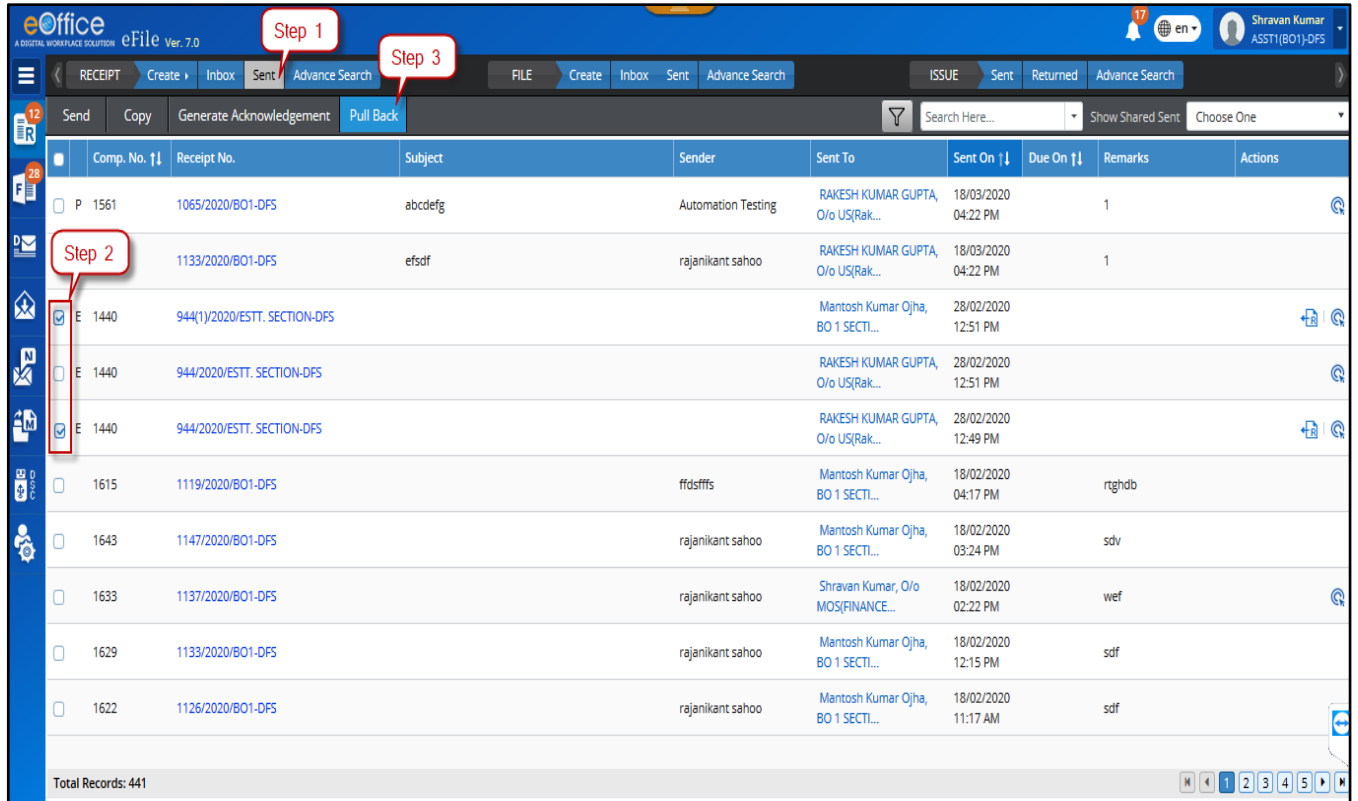 eOffice
A DIGITAL WORKPLACE SOLUTION eFile Ver. 7.0
Step 1
17
en
Shravan Kumar
ASST1(BO1)-DFS
RECEIPT Create Inbox Sent Advance Search
Step 3
FILE Create Inbox Sent Advance Search
ISSUE Sent Returned Advance Search
12
R
Send Copy Generate Acknowledgement Pull Back
Search Here... Show Shared Sent Choose One
Comp. No. Receipt No. Subject Sender Sent To Sent On Due On Remarks Actions
28
F
P 1561 1065/2020/BO1-DFS abcdefg Automation Testing RAKESH KUMAR GUPTA, 18/03/2020 1
O/o US(Rak... 04:22 PM
D
Step 2
1133/2020/BO1-DFS efsdf rajanikant sahoo RAKESH KUMAR GUPTA, 18/03/2020 1
O/o US(Rak... 04:22 PM
E 1440 944(1)/2020/ESTT. SECTION-DFS Mantosh Kumar Ojha, 28/02/2020
BO 1 SECTI... 12:51 PM
N
E 1440 944/2020/ESTT. SECTION-DFS RAKESH KUMAR GUPTA, 28/02/2020
O/o US(Rak... 12:51 PM
M
E 1440 944/2020/ESTT. SECTION-DFS RAKESH KUMAR GUPTA, 28/02/2020
O/o US(Rak... 12:49 PM
DSC
1615 1119/2020/BO1-DFS ffdsfffs Mantosh Kumar Ojha, 18/02/2020 rtghdb
BO 1 SECTI... 04:17 PM
1643 1147/2020/BO1-DFS rajanikant sahoo Mantosh Kumar Ojha, 18/02/2020 sdv
BO 1 SECTI... 03:24 PM
1633 1137/2020/BO1-DFS rajanikant sahoo Shravan Kumar, O/o 18/02/2020 wef
MOS(FINANCE... 02:22 PM
1629 1133/2020/BO1-DFS rajanikant sahoo Mantosh Kumar Ojha, 18/02/2020 sdf
BO 1 SECTI... 12:15 PM
1622 1126/2020/BO1-DFS rajanikant sahoo Mantosh Kumar Ojha, 18/02/2020 sdf
BO 1 SECTI... 11:17 AM
Total Records: 441
1 2 3 4 5